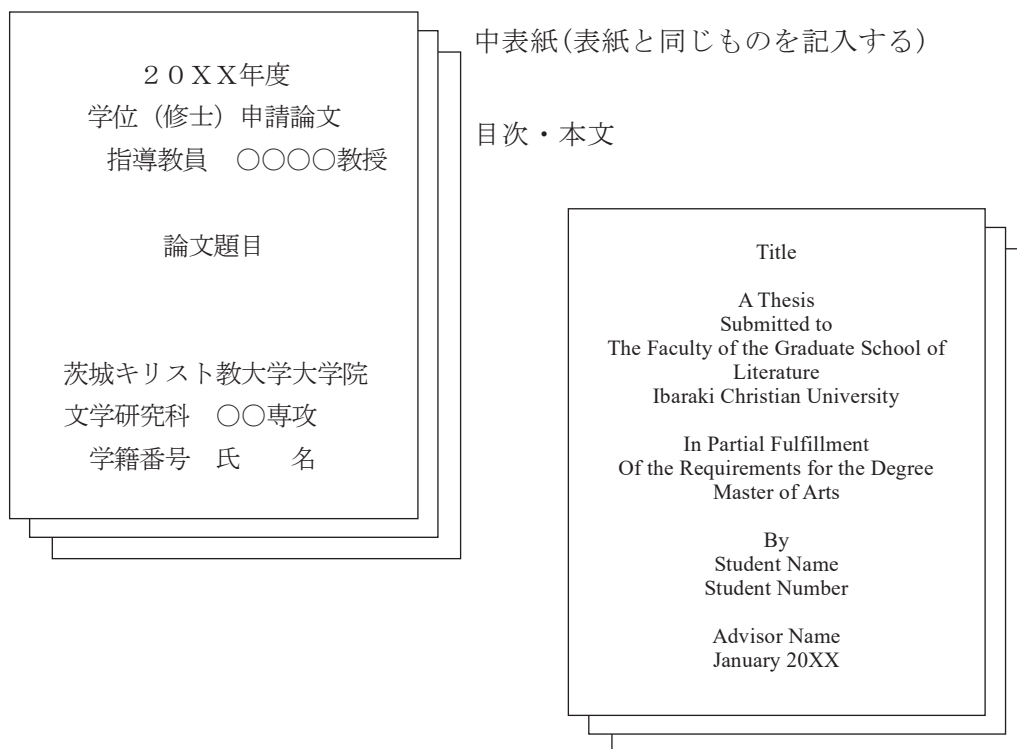 ２０ＸＸ年度
学位（修士）申請論文
指導教員　○○○○教授
論文題目
茨城キリスト教大学大学院
文学研究科　○○専攻
学籍番号　氏　　名
中表紙(表紙と同じものを記入する)
目次・本文
Title
A Thesis
Submitted to
The Faculty of the Graduate School of
Literature
Ibaraki Christian University
In Partial Fulfillment
Of the Requirements for the Degree
Master of Arts
By
Student Name
Student Number
Advisor Name
January 20XX